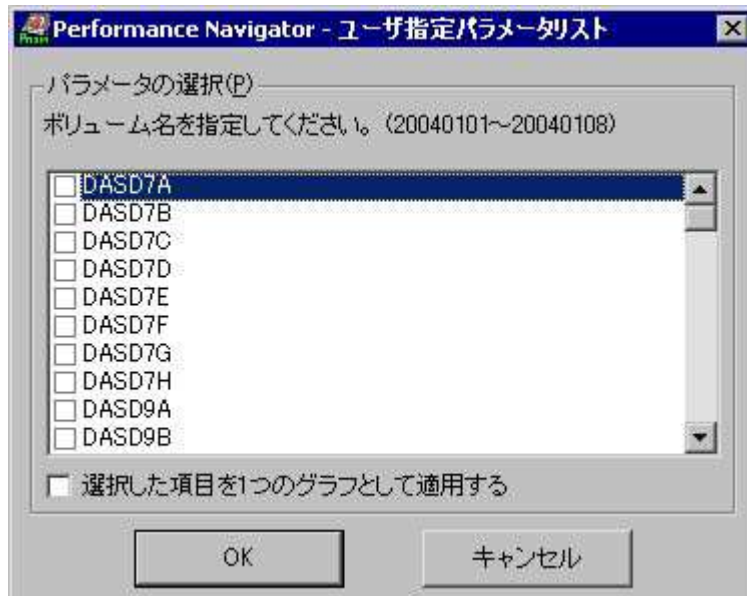 Performance Navigator - ユーザ指定パラメータリスト
パラメータの選択(P)
ボリューム名を指定してください。(20040101~20040108)
DASD7A
DASD7B
DASD7C
DASD7D
DASD7E
DASD7F
DASD7G
DASD7H
DASD9A
DASD9B
選択した項目を1つのグラフとして適用する
OK
キャンセル